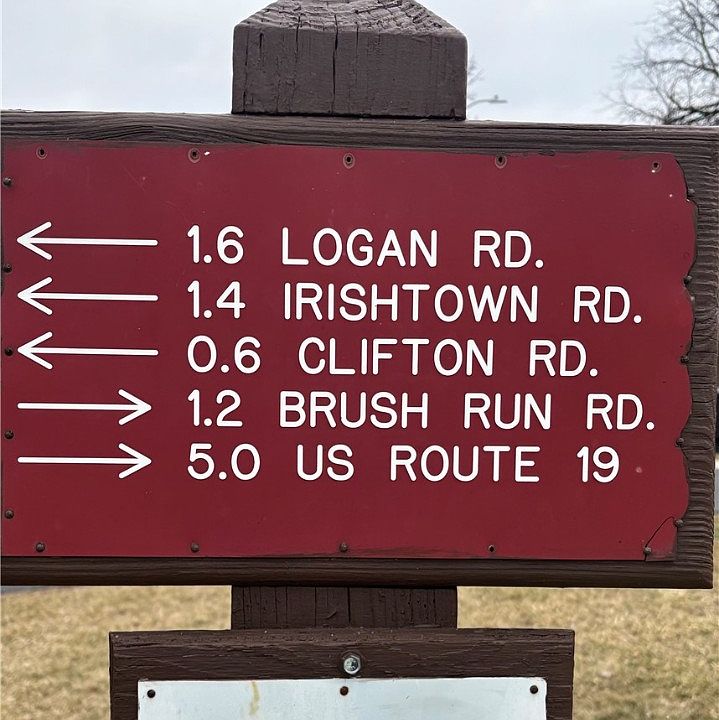 ← 1.6 LOGAN RD.
← 1.4 IRISHTOWN RD.
← 0.6 CLIFTON RD.
→ 1.2 BRUSH RUN RD.
→ 5.0 US ROUTE 19